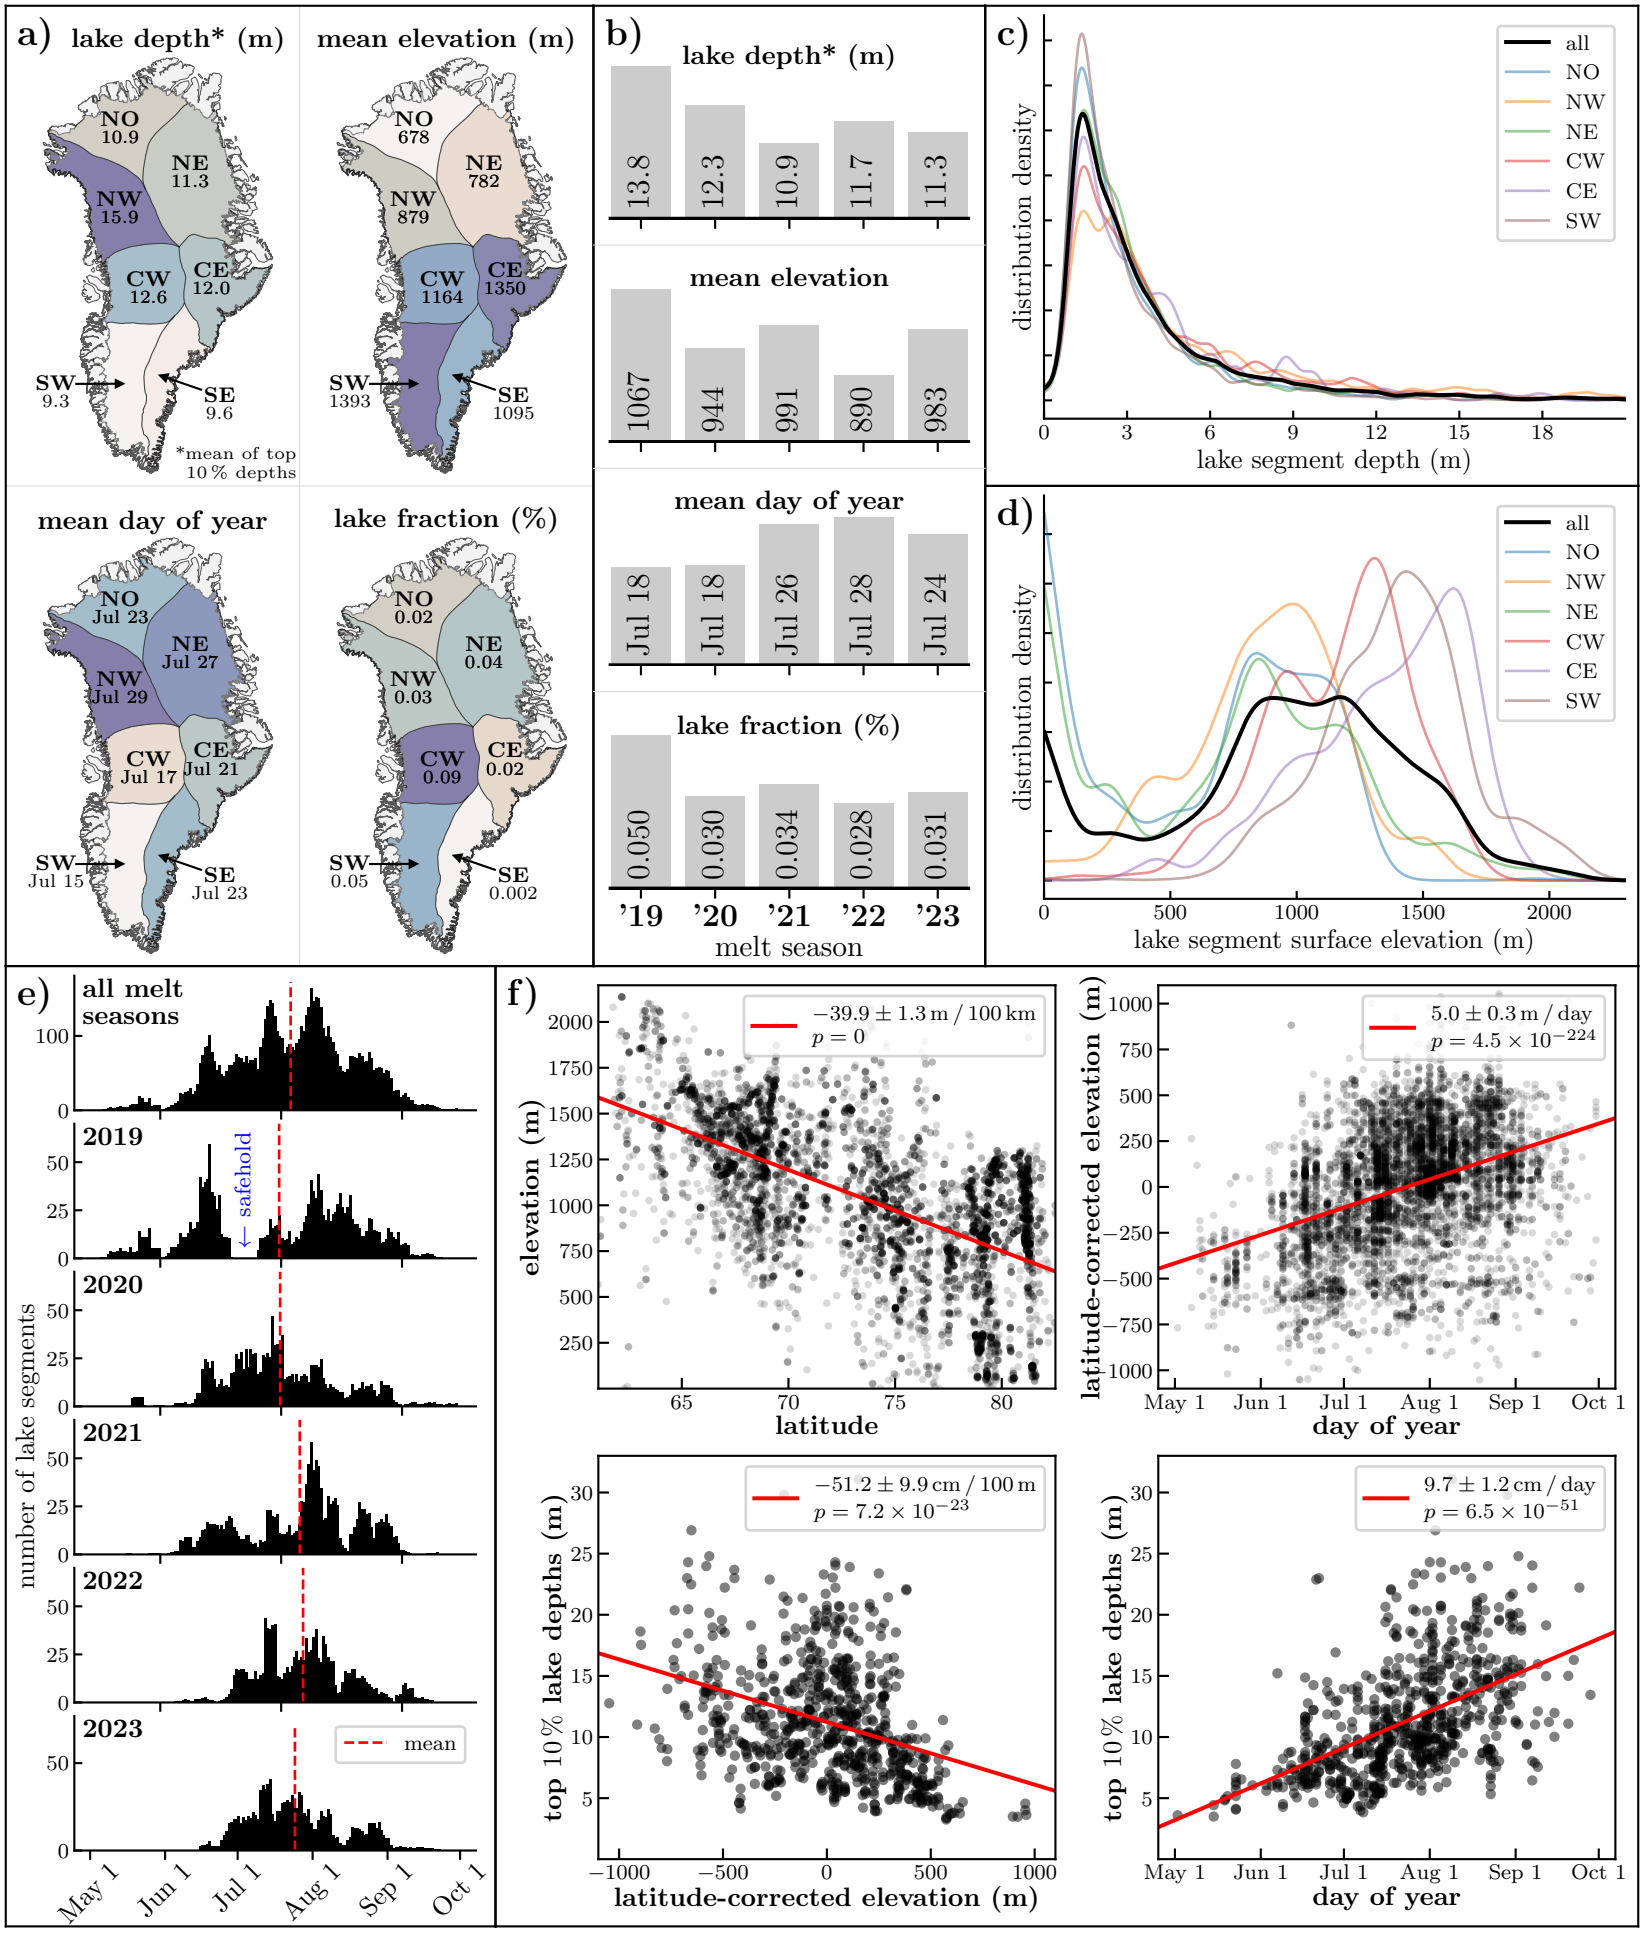 a)
lake depth* (m)
NO
10.9
NE
11.3
NW
15.9
CW
12.6
CE
12.0
SW
9.3
SE
9.6
*mean of top
10 % depths
mean elevation (m)
NO
678
NE
782
NW
879
CW
1164
CE
1350
SW
1393
SE
1095
mean day of year
NO
Jul 23
NE
Jul 27
NW
Jul 29
CW
Jul 17
CE
Jul 21
SW
Jul 15
SE
Jul 23
lake fraction (%)
NO
0.02
NE
0.04
NW
0.03
CW
0.09
CE
0.02
SW
0.05
SE
0.002
b)
lake depth* (m)
13.8 12.3 10.9 11.7 11.3
mean elevation
1067 944 991 890 983
mean day of year
Jul 18 Jul 18 Jul 26 Jul 28 Jul 24
lake fraction (%)
0.050 0.030 0.034 0.028 0.031
’19 ’20 ’21 ’22 ’23
melt season
c)
distribution density
all
NO
NW
NE
CW
CE
SW
0 3 6 9 12 15 18
lake segment depth (m)
d)
distribution density
all
NO
NW
NE
CW
CE
SW
0 500 1000 1500 2000
lake segment surface elevation (m)
e)
number of lake segments
all melt
seasons
100
0
2019
← safehold
50
25
0
2020
50
25
0
2021
50
25
0
2022
50
25
0
2023
mean
50
0
May 1 Jun 1 Jul 1 Aug 1 Sep 1 Oct 1
f)
elevation (m)
−39.9 ± 1.3 m / 100 km
p = 0
2000
1750
1500
1250
1000
750
500
250
65 70 75 80
latitude
latitude-corrected elevation (m)
5.0 ± 0.3 m / day
p = 4.5 × 10⁻²²⁴
1000
750
500
250
0
−250
−500
−750
−1000
May 1 Jun 1 Jul 1 Aug 1 Sep 1 Oct 1
day of year
top 10% lake depths (m)
−51.2 ± 9.9 cm / 100 m
p = 7.2 × 10⁻²³
30
25
20
15
10
5
−1000 −500 0 500 1000
latitude-corrected elevation (m)
top 10% lake depths (m)
9.7 ± 1.2 cm / day
p = 6.5 × 10⁻⁵¹
30
25
20
15
10
5
May 1 Jun 1 Jul 1 Aug 1 Sep 1 Oct 1
day of year